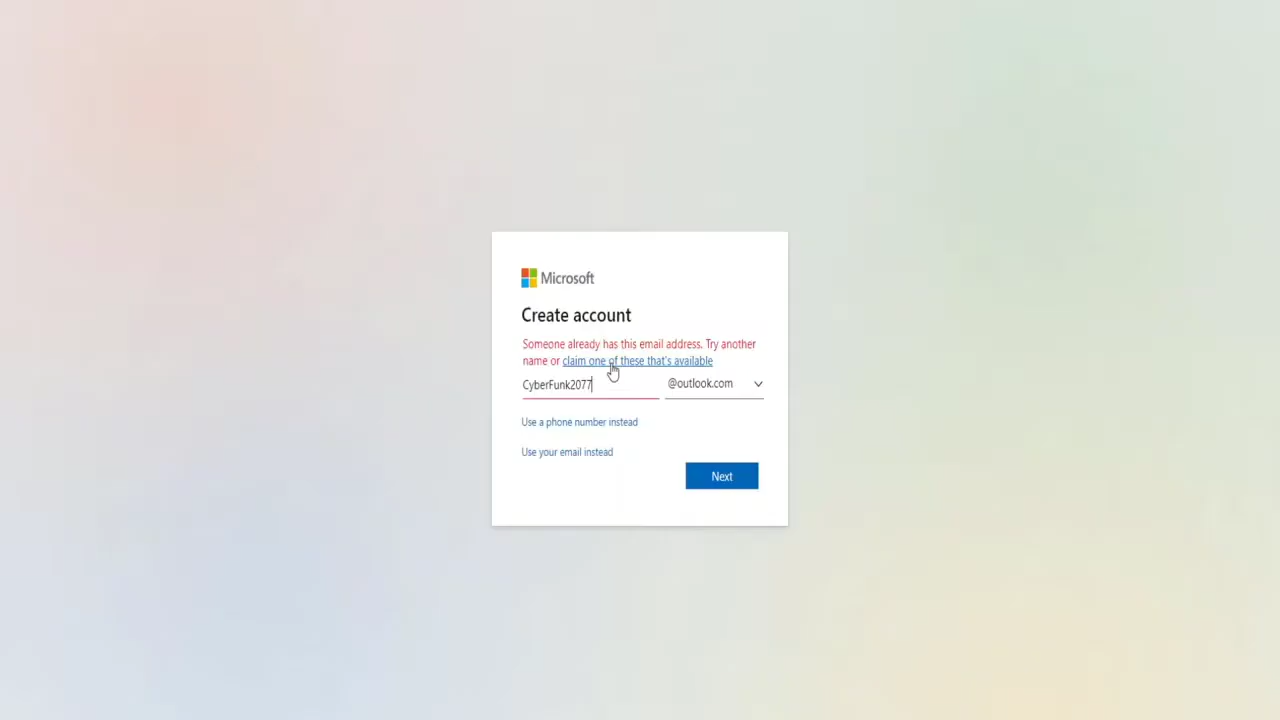 Microsoft
Create account
Someone already has this email address. Try another
name or claim one of these that's available
CyberFunk2077
@outlook.com
Use a phone number instead
Use your email instead
Next